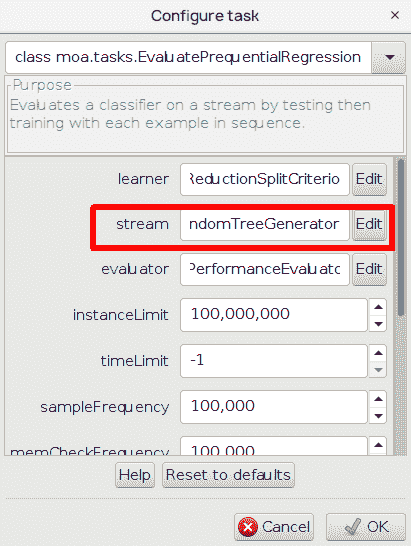 Configure task
×
class moa.tasks.EvaluatePrequentialRegression
Purpose
Evaluates a classifier on a stream by testing then
training with each example in sequence.
learner ReductionSplitCriterio Edit
stream ndomTreeGenerator Edit
evaluator PerformanceEvaluato Edit
instanceLimit 100,000,000
timeLimit -1
sampleFrequency 100,000
memCheckFrequency 100,000
Help Reset to defaults
Cancel OK